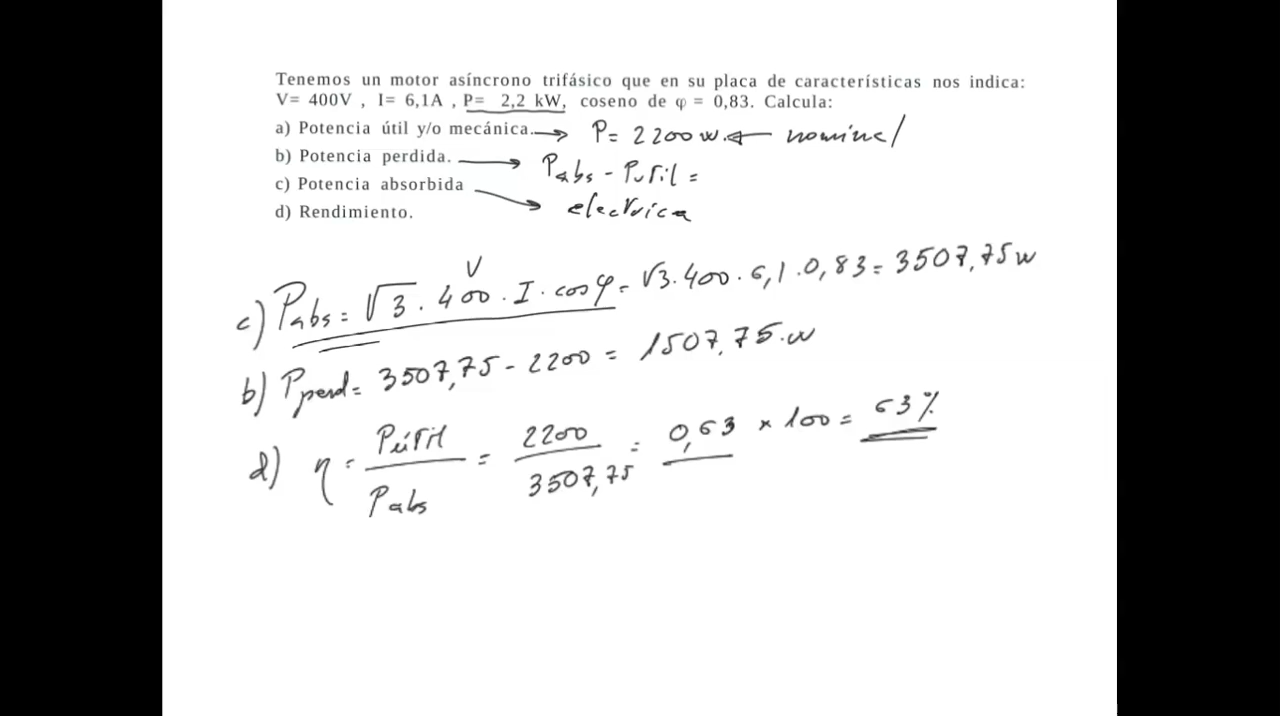 Tenemos un motor asíncrono trifásico que en su placa de características nos indica:
V= 400V , I= 6,1A , P= 2,2 kW, coseno de φ = 0,83. Calcula:
a) Potencia útil y/o mecánica. → P= 2200 w. ← nominal
b) Potencia perdida. → Pabs - Putil =
c) Potencia absorbida → electrica
d) Rendimiento.
V
c) Pabs = √3 . 400 . I . cos φ = √3 . 400 . 6,1 . 0,83 = 3507,75 w
b) Pperd = 3507,75 - 2200 = 1507,75 . w
d) η = Pútil / Pabs = 2200 / 3507,75 = 0,63 × 100 = 63 %